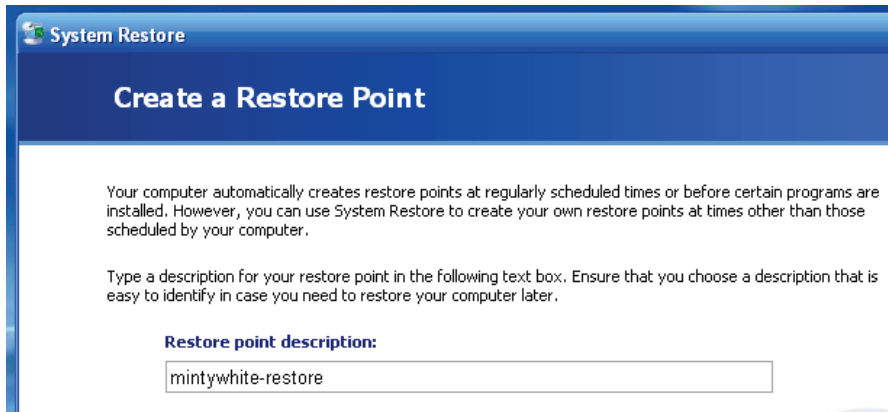 System Restore
Create a Restore Point
Your computer automatically creates restore points at regularly scheduled times or before certain programs are
installed. However, you can use System Restore to create your own restore points at times other than those
scheduled by your computer.
Type a description for your restore point in the following text box. Ensure that you choose a description that is
easy to identify in case you need to restore your computer later.
Restore point description:
mintywhite-restore